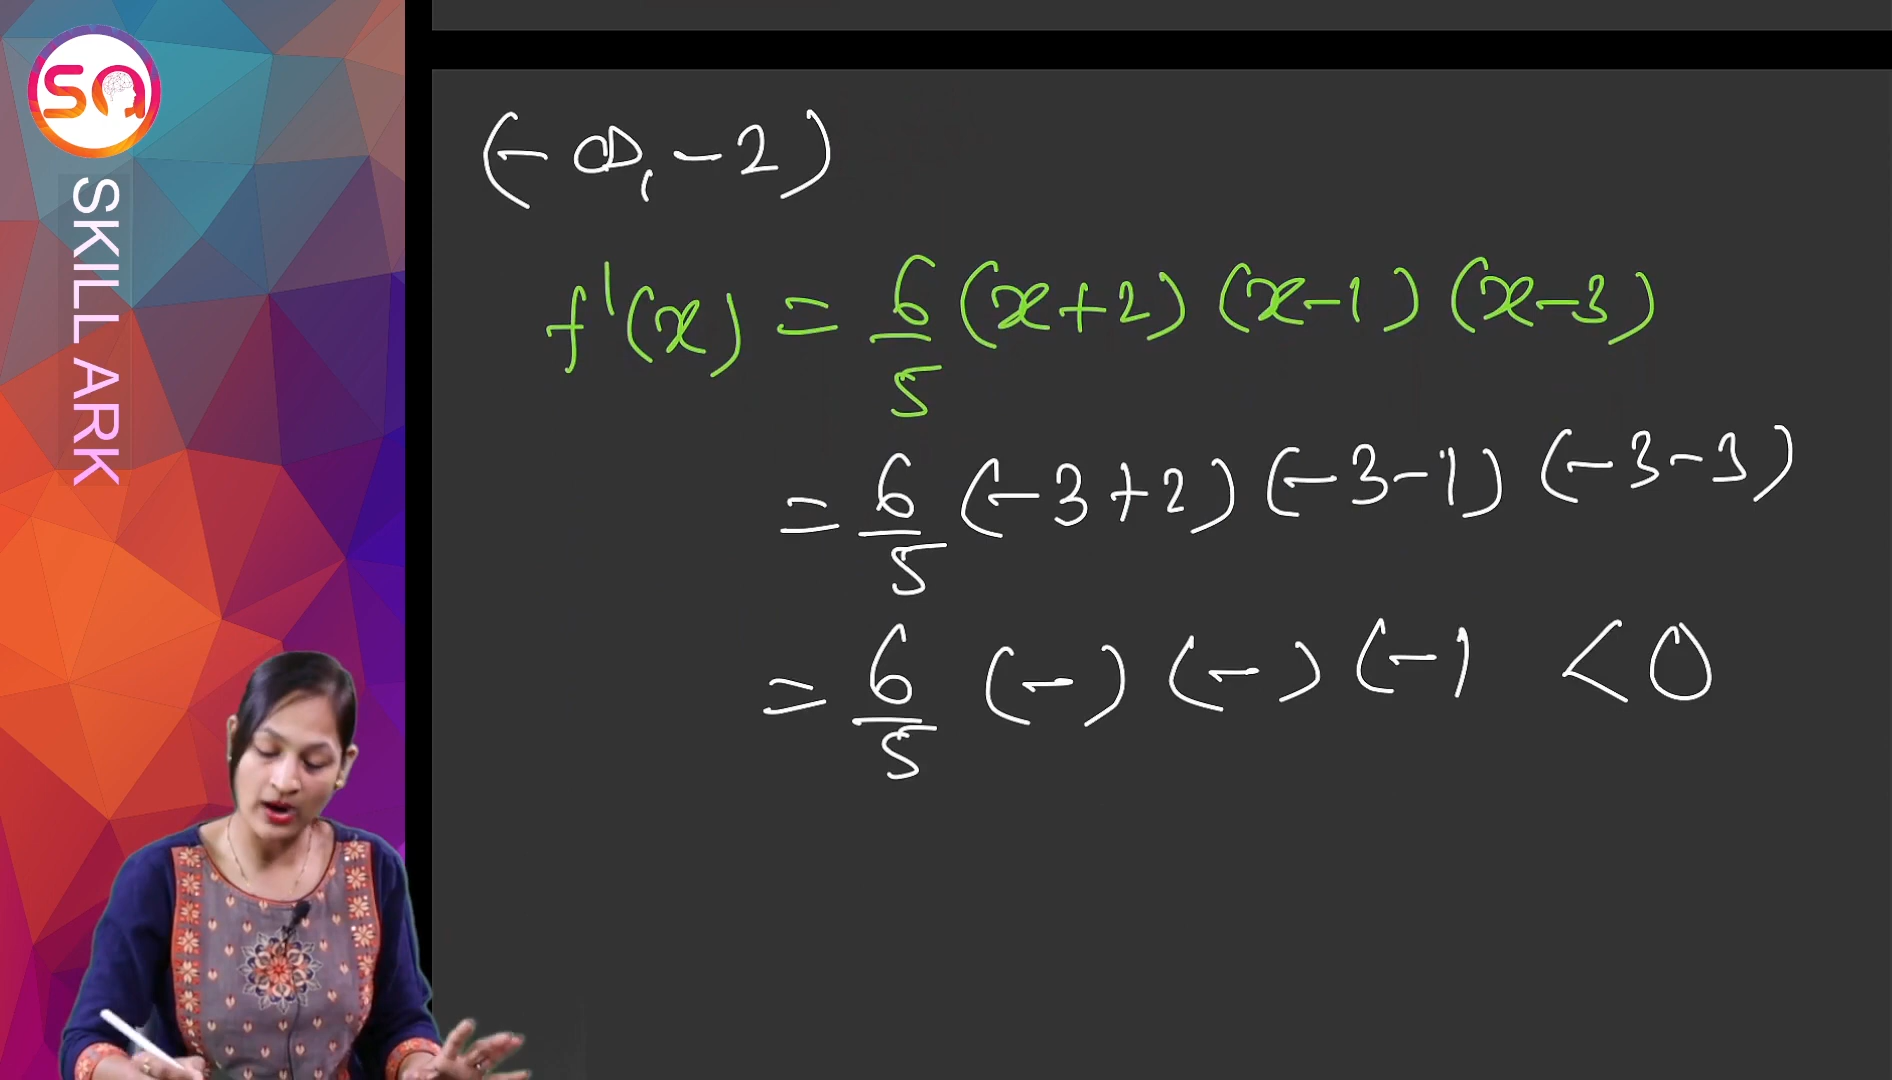 SA
SKILL ARK
(-∞, -2)
f'(x) = 6/5 (x+2) (x-1) (x-3)
= 6/5 (-3+2) (-3-1) (-3-3)
= 6/5 (-) (-) (-) < 0